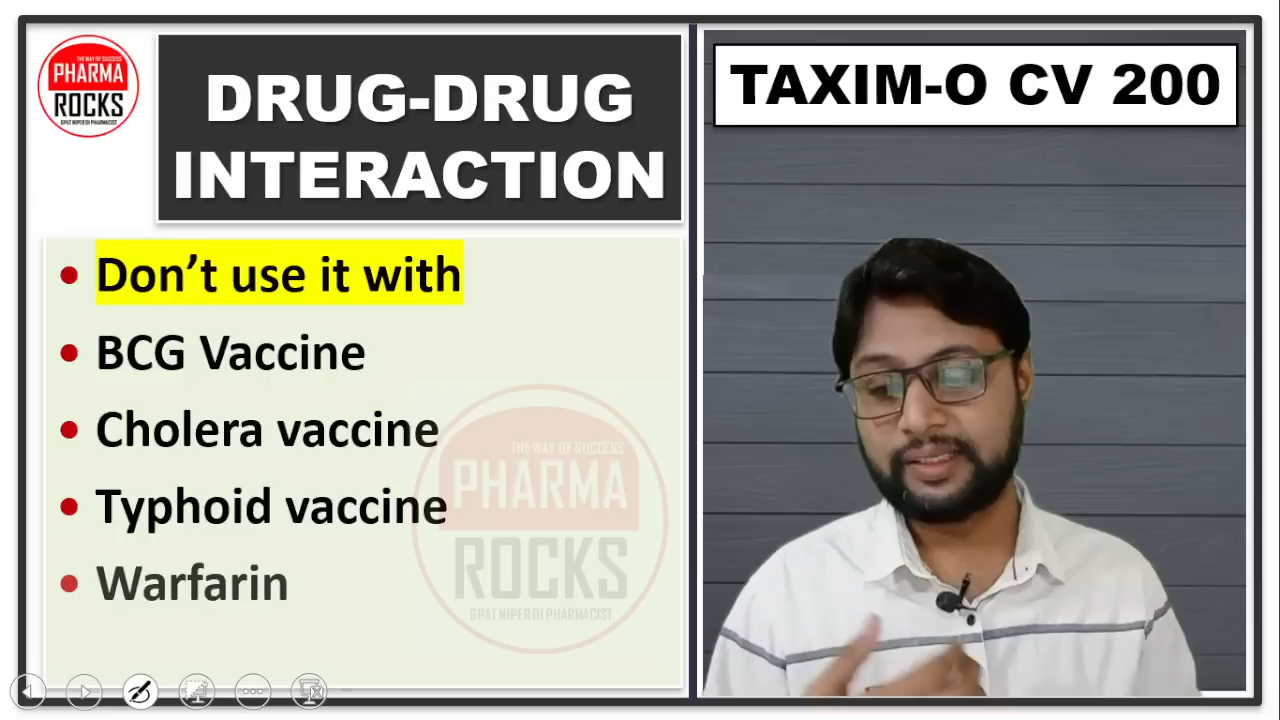 THE WAY OF SUCCESS
PHARMA
ROCKS
GPAT NIPER DI PHARMACIST
DRUG-DRUG
INTERACTION
TAXIM-O CV 200
• Don’t use it with
• BCG Vaccine
• Cholera vaccine
• Typhoid vaccine
• Warfarin
THE WAY OF SUCCESS
PHARMA
ROCKS
GPAT NIPER DI PHARMACIST